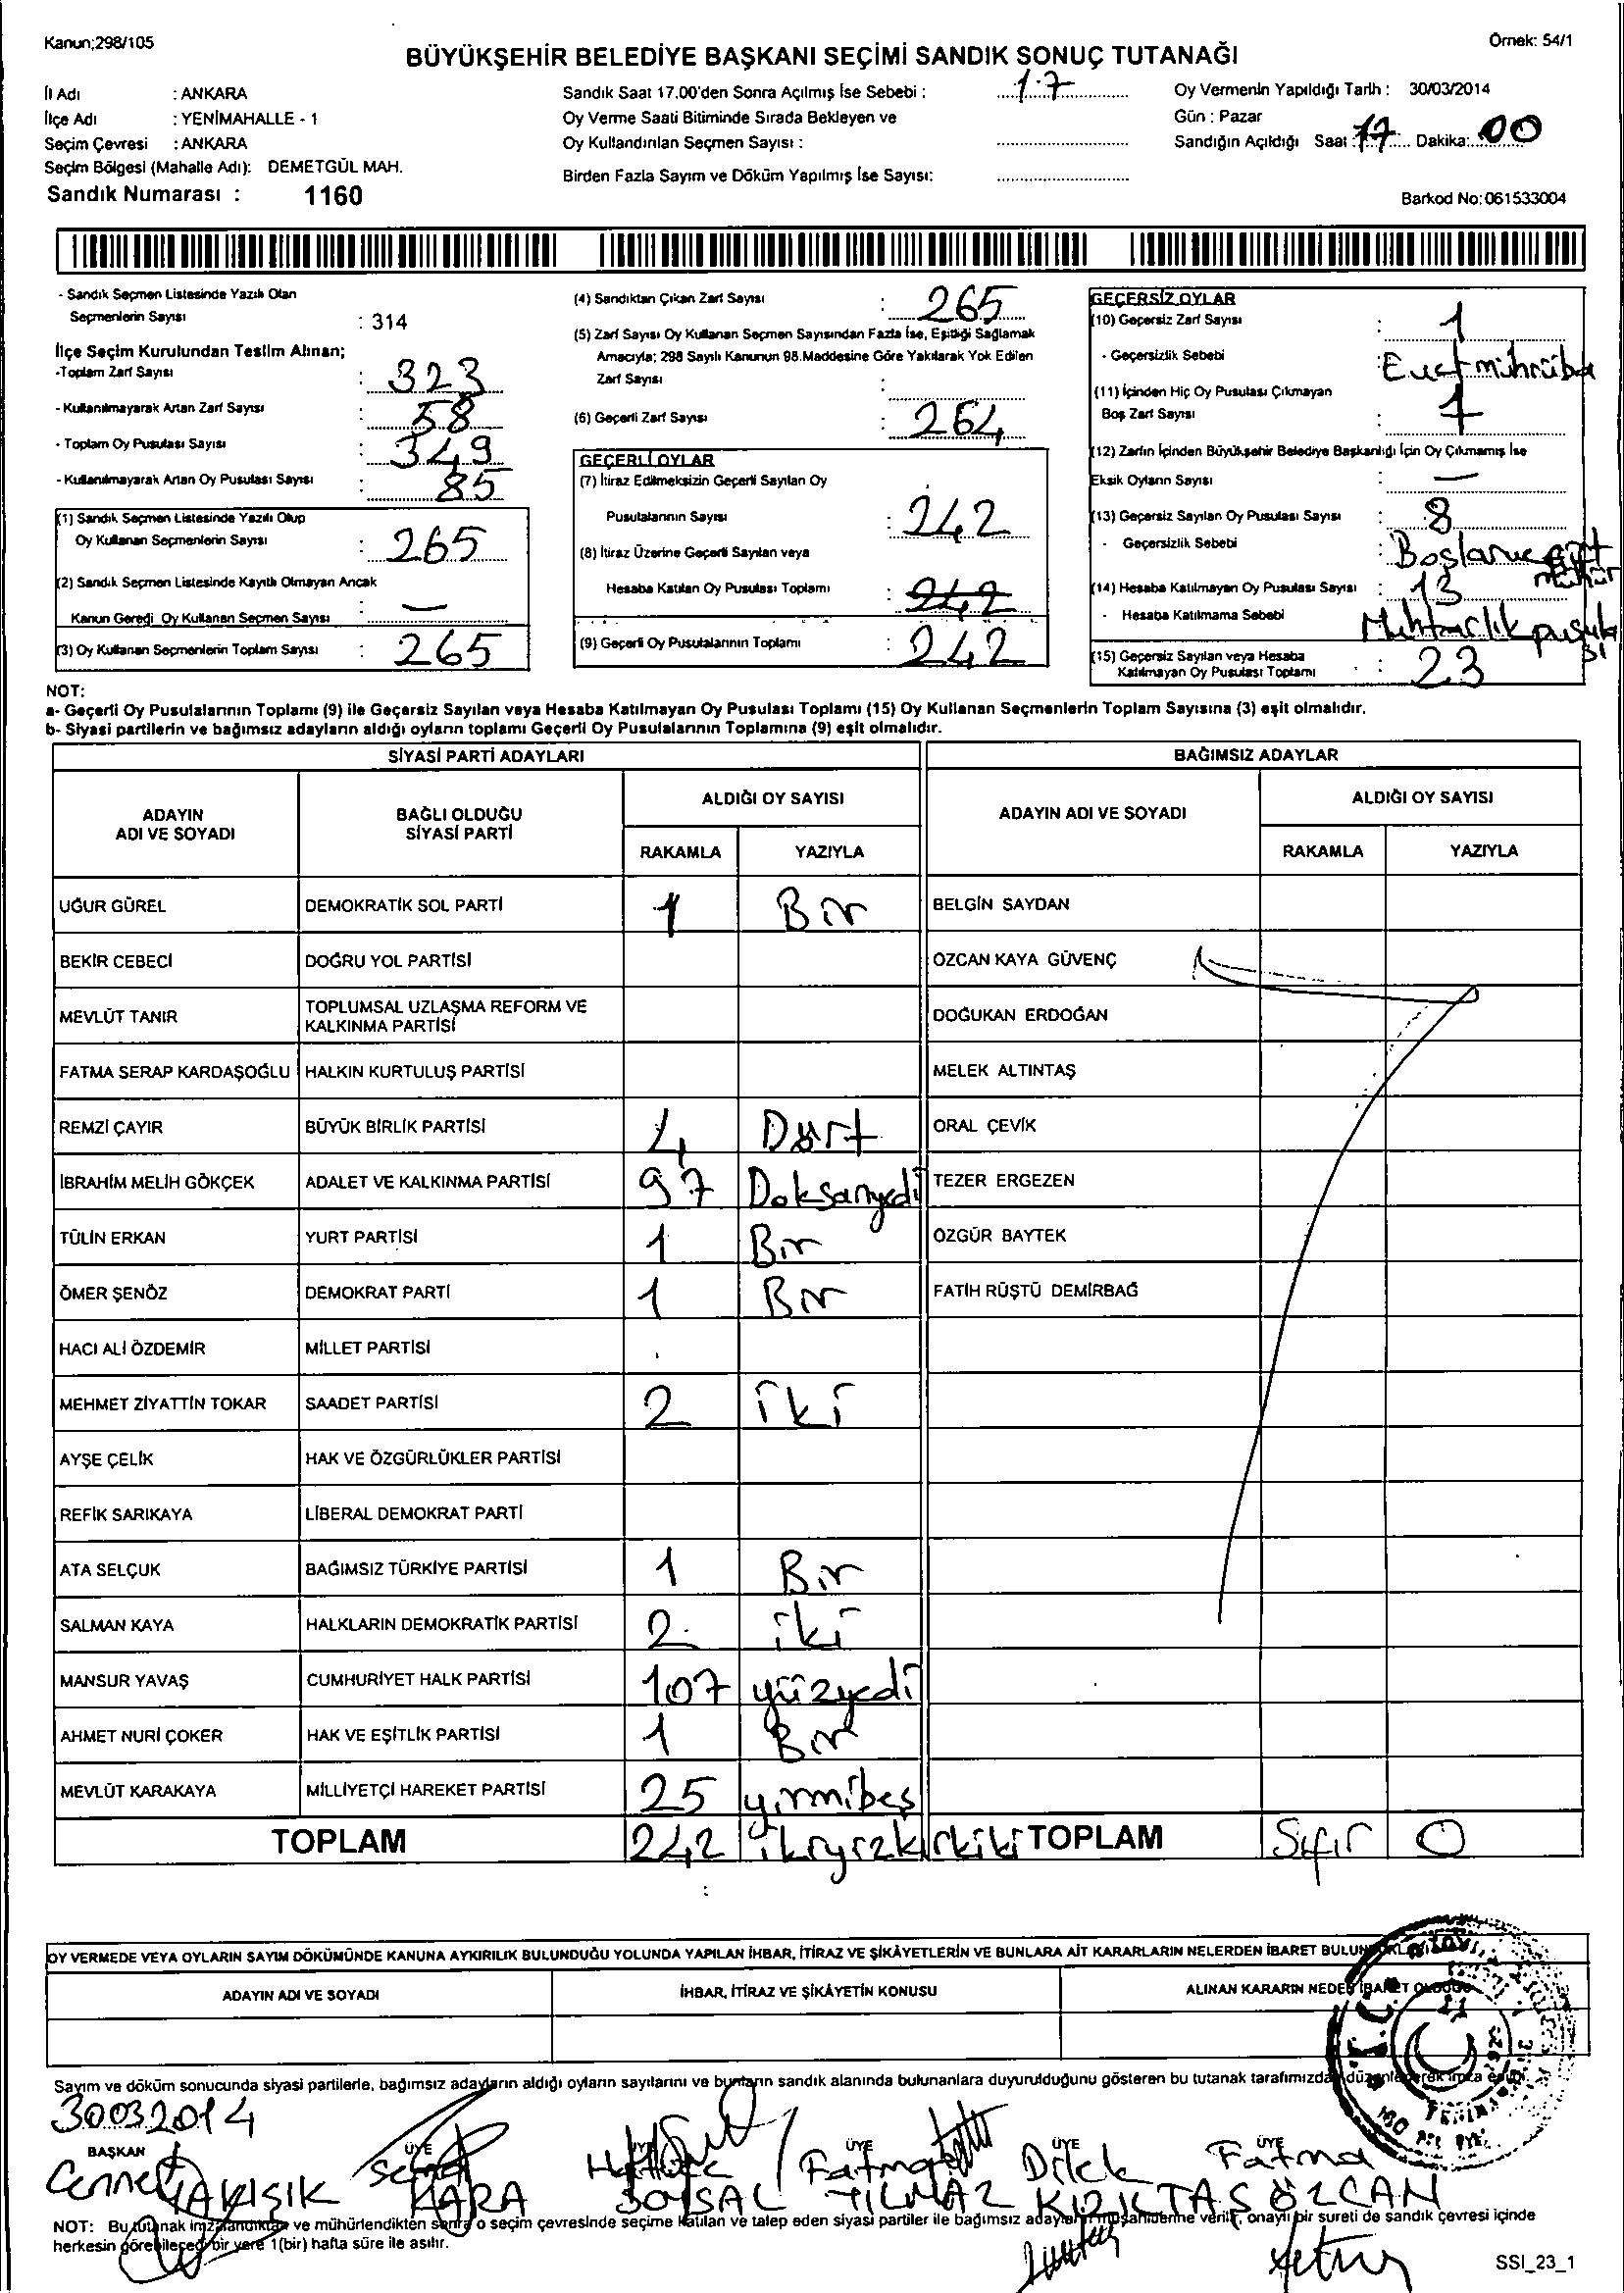 Kanun;298/105
Örnek: 54/1
BÜYÜKŞEHİR BELEDİYE BAŞKANI SEÇİMİ SANDIK SONUÇ TUTANAĞI
İl Adı : ANKARA
İlçe Adı : YENİMAHALLE - 1
Seçim Çevresi : ANKARA
Seçim Bölgesi (Mahalle Adı): DEMETGÜL MAH.
Sandık Numarası : 1160
Sandık Saat 17.00'den Sonra Açılmış İse Sebebi : 17
Oy Verme Saati Bitiminde Sırada Bekleyen ve
Oy Kullandırılan Seçmen Sayısı :
Birden Fazla Sayım ve Döküm Yapılmış İse Sayısı:
Oy Vermenin Yapıldığı Tarih : 30/03/2014
Gün : Pazar
Sandığın Açıldığı Saat : 17 Dakika: 00
Barkod No: 061533004
- Sandık Seçmen Listesinde Yazılı Olan
Seçmenlerin Sayısı : 314
İlçe Seçim Kurulundan Teslim Alınan;
-Toplam Zarf Sayısı : 323
- Kullanılmayarak Artan Zarf Sayısı : 58
- Toplam Oy Pusulası Sayısı : 349
- Kullanılmayarak Artan Oy Pusulası Sayısı : 85
(1) Sandık Seçmen Listesinde Yazılı Olup
Oy Kullanan Seçmenlerin Sayısı : 265
(2) Sandık Seçmen Listesinde Kayıtlı Olmayan Ancak
Kanun Gereği Oy Kullanan Seçmen Sayısı : —
(3) Oy Kullanan Seçmenlerin Toplam Sayısı : 265
(4) Sandıktan Çıkan Zarf Sayısı : 265
(5) Zarf Sayısı Oy Kullanan Seçmen Sayısından Fazla İse, Eşitliği Sağlamak
Amacıyla; 298 Sayılı Kanunun 98.Maddesine Göre Yakılarak Yok Edilen
Zarf Sayısı :
(6) Geçerli Zarf Sayısı : 264
GEÇERLİ OYLAR
(7) İtiraz Edilmeksizin Geçerli Sayılan Oy
Pusulalarının Sayısı : 242
(8) İtiraz Üzerine Geçerli Sayılan veya
Hesaba Katılan Oy Pusulası Toplamı : 242
(9) Geçerli Oy Pusulalarının Toplamı : 242
GEÇERSİZ OYLAR
(10) Geçersiz Zarf Sayısı : 1
- Geçersizlik Sebebi : Evet mühürü
(11) İçinden Hiç Oy Pusulası Çıkmayan
Boş Zarf Sayısı : 1
(12) Zarfın İçinden Büyükşehir Belediye Başkanlığı İçin Oy Çıkmamış İse
Eksik Oyların Sayısı : —
(13) Geçersiz Sayılan Oy Pusulası Sayısı : 8
- Geçersizlik Sebebi : Boşlar ve çift mühür
(14) Hesaba Katılmayan Oy Pusulası Sayısı : 13
- Hesaba Katılmama Sebebi Muhtarlık pusulası
(15) Geçersiz Sayılan veya Hesaba
Katılmayan Oy Pusulası Toplamı : 23
NOT:
a- Geçerli Oy Pusulalarının Toplamı (9) ile Geçersiz Sayılan veya Hesaba Katılmayan Oy Pusulası Toplamı (15) Oy Kullanan Seçmenlerin Toplam Sayısına (3) eşit olmalıdır.
b- Siyasi partilerin ve bağımsız adayların aldığı oyların toplamı Geçerli Oy Pusulalarının Toplamına (9) eşit olmalıdır.
SİYASİ PARTİ ADAYLARI
ADAYIN ADI VE SOYADI
BAĞLI OLDUĞU SİYASİ PARTİ
ALDIĞI OY SAYISI
RAKAMLA YAZIYLA
UĞUR GÜREL DEMOKRATİK SOL PARTİ 1 Bir
BEKİR CEBECİ DOĞRU YOL PARTİSİ
MEVLÜT TANIR TOPLUMSAL UZLAŞMA REFORM VE KALKINMA PARTİSİ
FATMA SERAP KARDAŞOĞLU HALKIN KURTULUŞ PARTİSİ
REMZİ ÇAYIR BÜYÜK BİRLİK PARTİSİ 4 Dört
İBRAHİM MELİH GÖKÇEK ADALET VE KALKINMA PARTİSİ 97 Doksanyedi
TÜLİN ERKAN YURT PARTİSİ 1 Bir
ÖMER ŞENÖZ DEMOKRAT PARTİ 1 Bir
HACI ALİ ÖZDEMİR MİLLET PARTİSİ
MEHMET ZİYATTİN TOKAR SAADET PARTİSİ 2 iki
AYŞE ÇELİK HAK VE ÖZGÜRLÜKLER PARTİSİ
REFİK SARIKAYA LİBERAL DEMOKRAT PARTİ
ATA SELÇUK BAĞIMSIZ TÜRKİYE PARTİSİ 1 Bir
SALMAN KAYA HALKLARIN DEMOKRATİK PARTİSİ 2 iki
MANSUR YAVAŞ CUMHURİYET HALK PARTİSİ 107 yüzyedi
AHMET NURİ ÇOKER HAK VE EŞİTLİK PARTİSİ 1 Bir
MEVLÜT KARAKAYA MİLLİYETÇİ HAREKET PARTİSİ 25 yirmibeş
TOPLAM 242 ikiyüzkırkiki
BAĞIMSIZ ADAYLAR
ADAYIN ADI VE SOYADI
ALDIĞI OY SAYISI
RAKAMLA YAZIYLA
BELGİN SAYDAN
ÖZCAN KAYA GÜVENÇ
DOĞUKAN ERDOĞAN
MELEK ALTINTAŞ
ORAL ÇEVİK
TEZER ERGEZEN
ÖZGÜR BAYTEK
FATİH RÜŞTÜ DEMİRBAĞ
TOPLAM Sıfır 0
OY VERMEDE VEYA OYLARIN SAYIM DÖKÜMÜNDE KANUNA AYKIRILIK BULUNDUĞU YOLUNDA YAPILAN İHBAR, İTİRAZ VE ŞİKÂYETLERİN VE BUNLARA AİT KARARLARIN NELERDEN İBARET
ADAYIN ADI VE SOYADI
İHBAR, İTİRAZ VE ŞİKÂYETİN KONUSU
ALINAN KARARIN NEDEN İBARET OLDUĞU
Sayım ve döküm sonucunda siyasi partilerle, bağımsız adayların aldığı oyların sayılarını ve bunların sandık alanında bulunanlara duyurulduğunu gösteren bu tutanak tarafımızdan düzenlenerek imza edildi.
30032014
BAŞKAN ÜYE ÜYE ÜYE ÜYE ÜYE
Cennet YAKIŞIK
KARA
SOYSAL
Fatma YILMAZ
Dilek KIZIKTAŞ
Fatma ÖZCAN
NOT: Bu tutanak imzalandıktan ve mühürlendikten sonra o seçim çevresinde seçime katılan ve talep eden siyasi partiler ile bağımsız aday müşahidlerine verilir, onaylı bir sureti de sandık çevresi içinde
herkesin görebileceği bir yere 1(bir) hafta süre ile asılır.
SSI_23_1